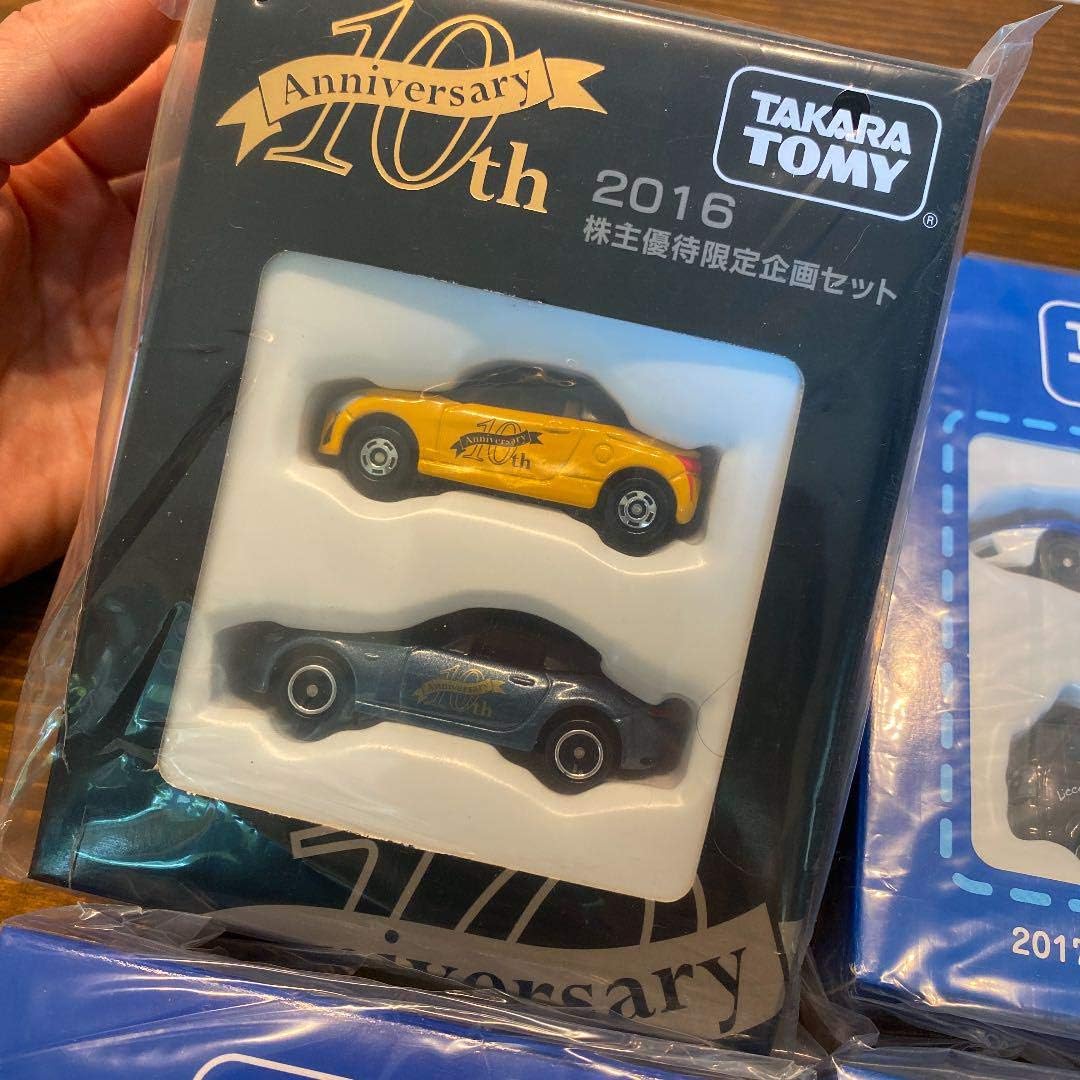 10th
Anniversary
TAKARA
TOMY
®
2016
株主優待限定企画セット
10th
Anniversary
10th
Anniversary
Anniversary
2017